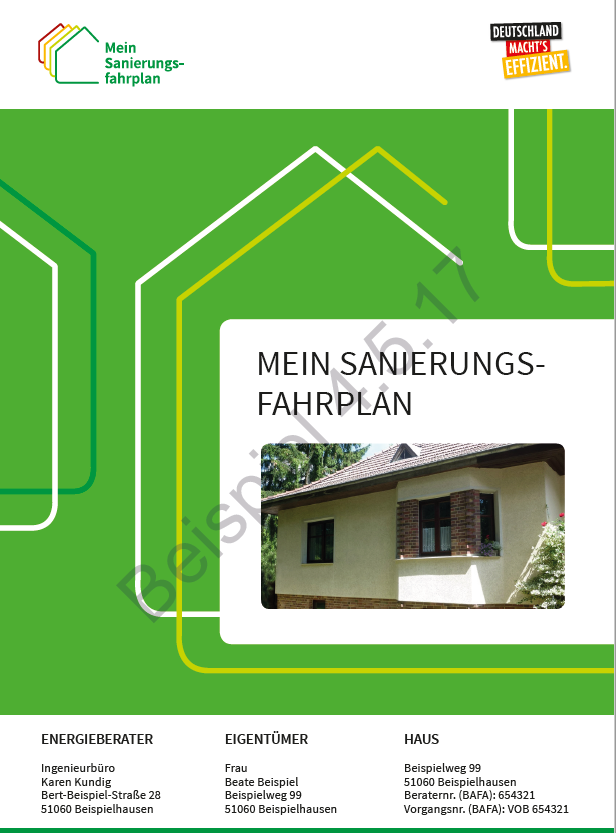 Mein
Sanierungs-
fahrplan
DEUTSCHLAND
MACHT'S
EFFIZIENT.
MEIN SANIERUNGS-
FAHRPLAN
Beispiel 4.5.17
ENERGIEBERATER
Ingenieurbüro
Karen Kundig
Bert-Beispiel-Straße 28
51060 Beispielhausen
EIGENTÜMER
Frau
Beate Beispiel
Beispielweg 99
51060 Beispielhausen
HAUS
Beispielweg 99
51060 Beispielhausen
Beraternr. (BAFA): 654321
Vorgangsnr. (BAFA): VOB 654321